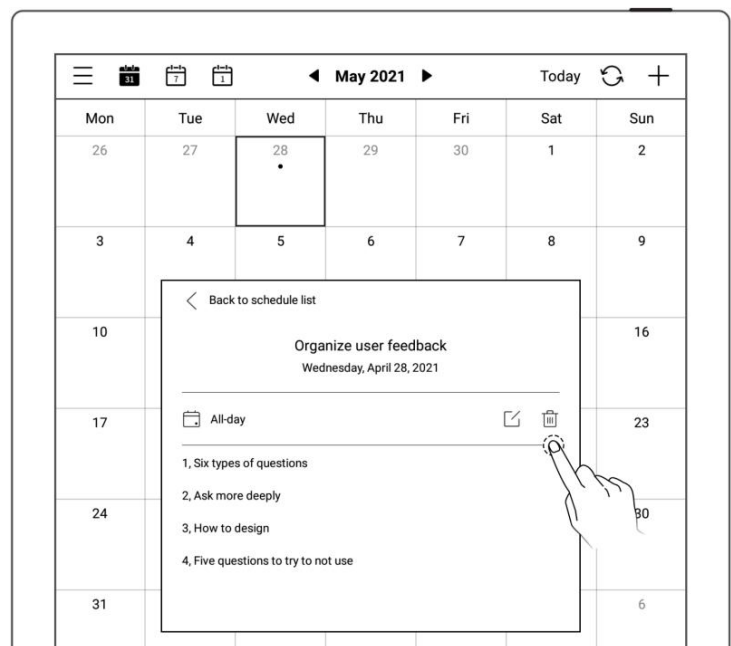 31 7 1 May 2021 Today
Mon Tue Wed Thu Fri Sat Sun
26 27 28 29 30 1 2
3 4 5 6 7 8 9
Back to schedule list
10 16
Organize user feedback
Wednesday, April 28, 2021
All-day
17 23
1, Six types of questions
2, Ask more deeply
24 30
3, How to design
4, Five questions to try to not use
31 6